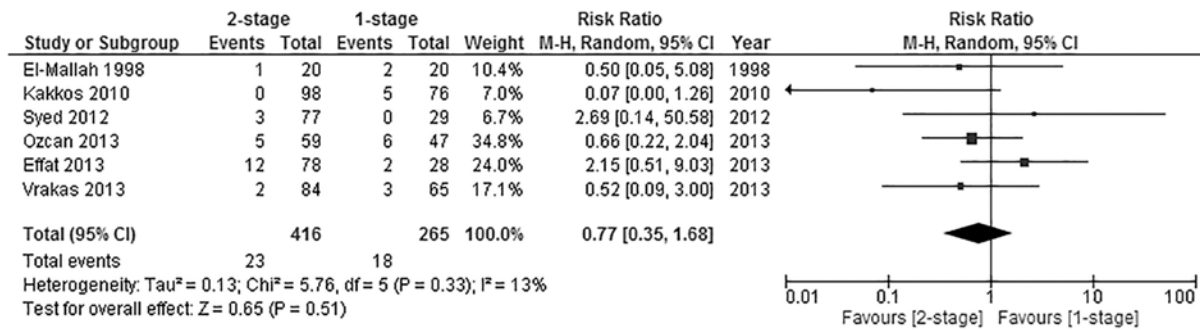 2-stage 1-stage Risk Ratio Risk Ratio
Study or Subgroup Events Total Events Total Weight M-H, Random, 95% CI Year M-H, Random, 95% CI
El-Mallah 1998 1 20 2 20 10.4% 0.50 [0.05, 5.08] 1998
Kakkos 2010 0 98 5 76 7.0% 0.07 [0.00, 1.26] 2010
Syed 2012 3 77 0 29 6.7% 2.69 [0.14, 50.58] 2012
Ozcan 2013 5 59 6 47 34.8% 0.66 [0.22, 2.04] 2013
Effat 2013 12 78 2 28 24.0% 2.15 [0.51, 9.03] 2013
Vrakas 2013 2 84 3 65 17.1% 0.52 [0.09, 3.00] 2013
Total (95% CI) 416 265 100.0% 0.77 [0.35, 1.68]
Total events 23 18
Heterogeneity: Tau² = 0.13; Chi² = 5.76, df = 5 (P = 0.33); I² = 13%
Test for overall effect: Z = 0.65 (P = 0.51)
0.01 0.1 1 10 100
Favours [2-stage] Favours [1-stage]